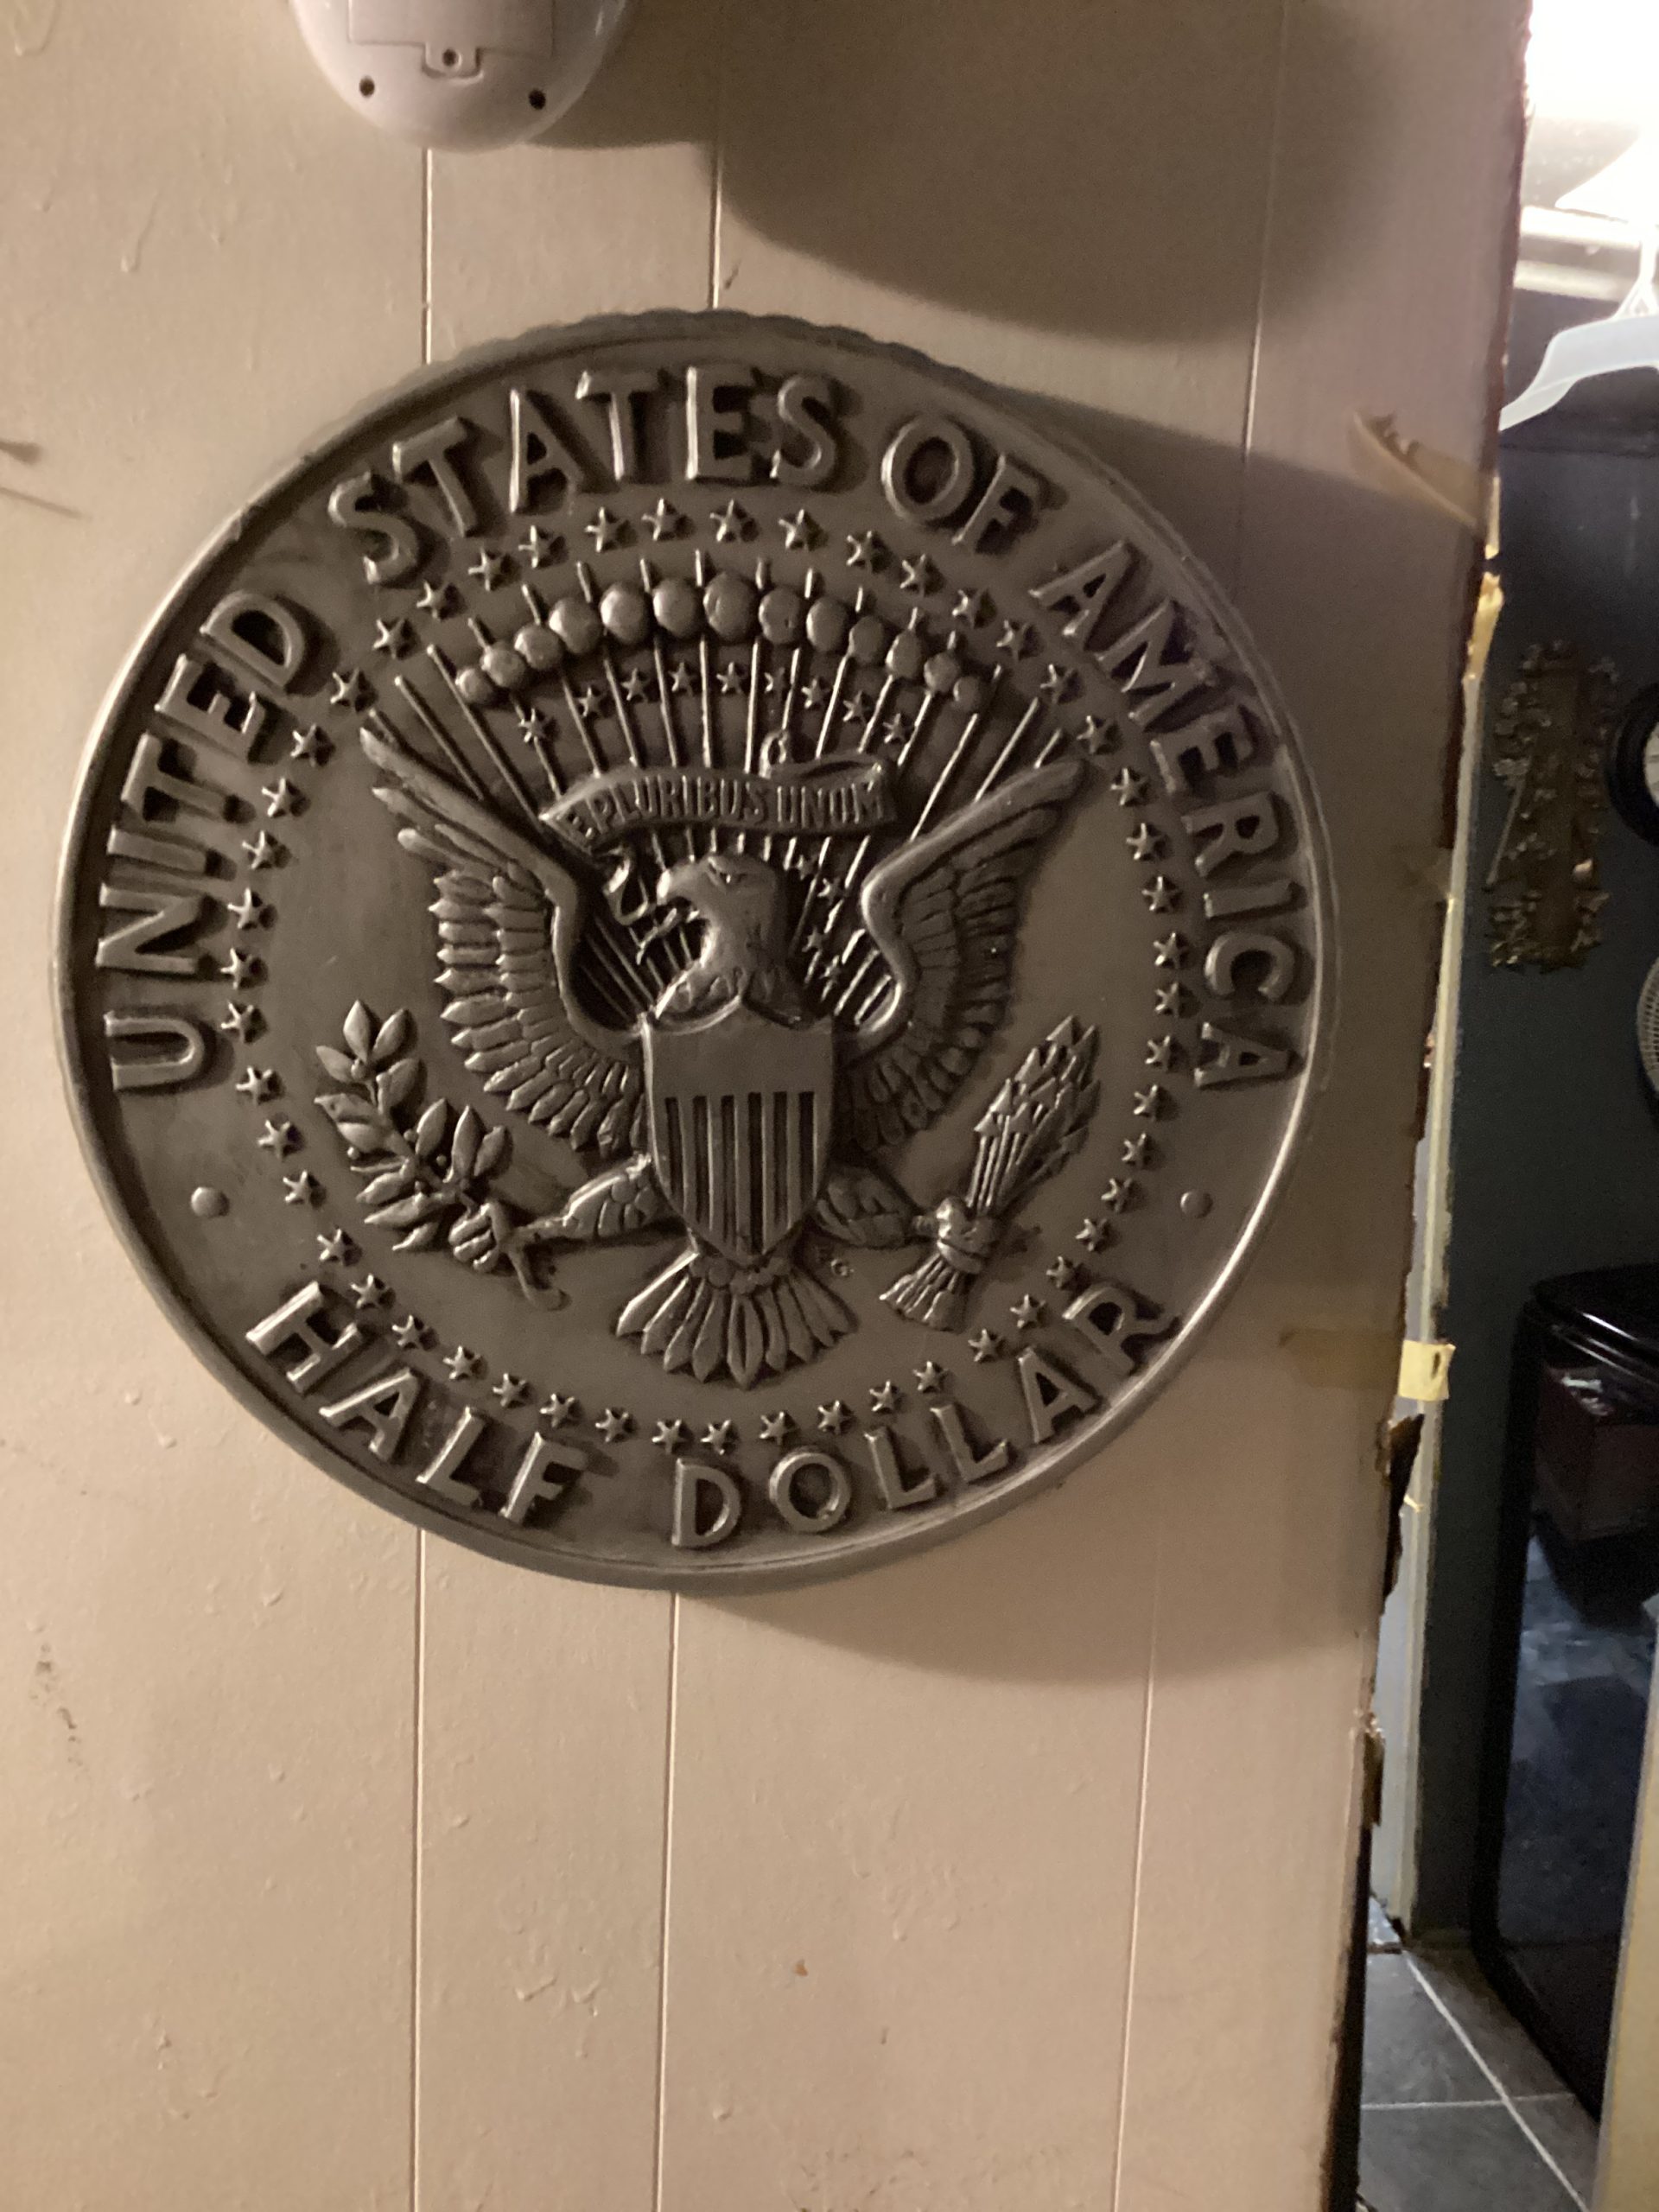 UNITED STATES OF AMERICA
E PLURIBUS UNUM
HALF DOLLAR